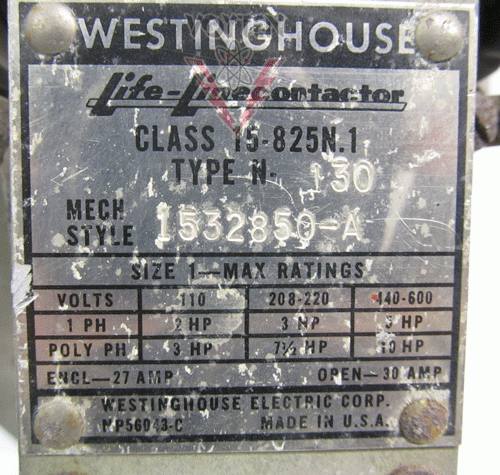 WESTINGHOUSE
Life-Linecontactor
CLASS 15-825N.1
TYPE N- 130
MECH
STYLE 1532850-A
SIZE 1—MAX RATINGS
VOLTS 110 208-220 440-600
1 PH 2 HP 3 HP 5 HP
POLY PH 3 HP 7½ HP 10 HP
ENCL—27 AMP OPEN—30 AMP
WESTINGHOUSE ELECTRIC CORP.
NP56043-C MADE IN U.S.A.